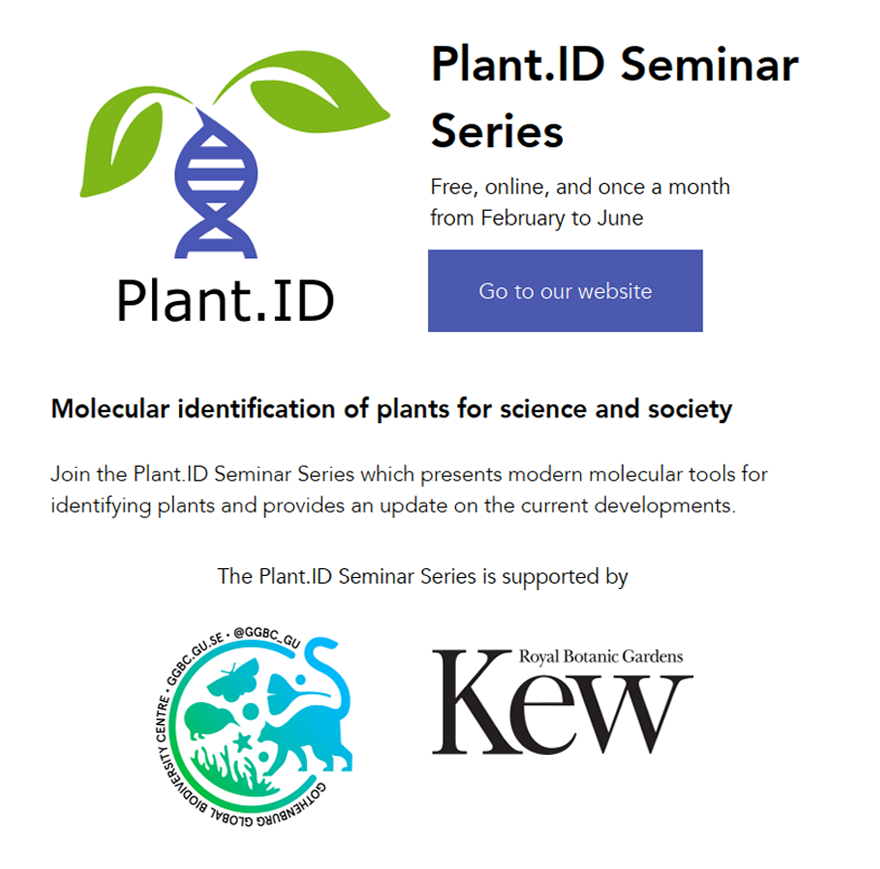 Plant.ID Seminar
Series
Free, online, and once a month
from February to June
Go to our website
Plant.ID
Molecular identification of plants for science and society
Join the Plant.ID Seminar Series which presents modern molecular tools for
identifying plants and provides an update on the current developments.
The Plant.ID Seminar Series is supported by
GOTHENBURG GLOBAL BIODIVERSITY CENTRE · GGBC.GU.SE · @GGBC_GU
Royal Botanic Gardens
Kew